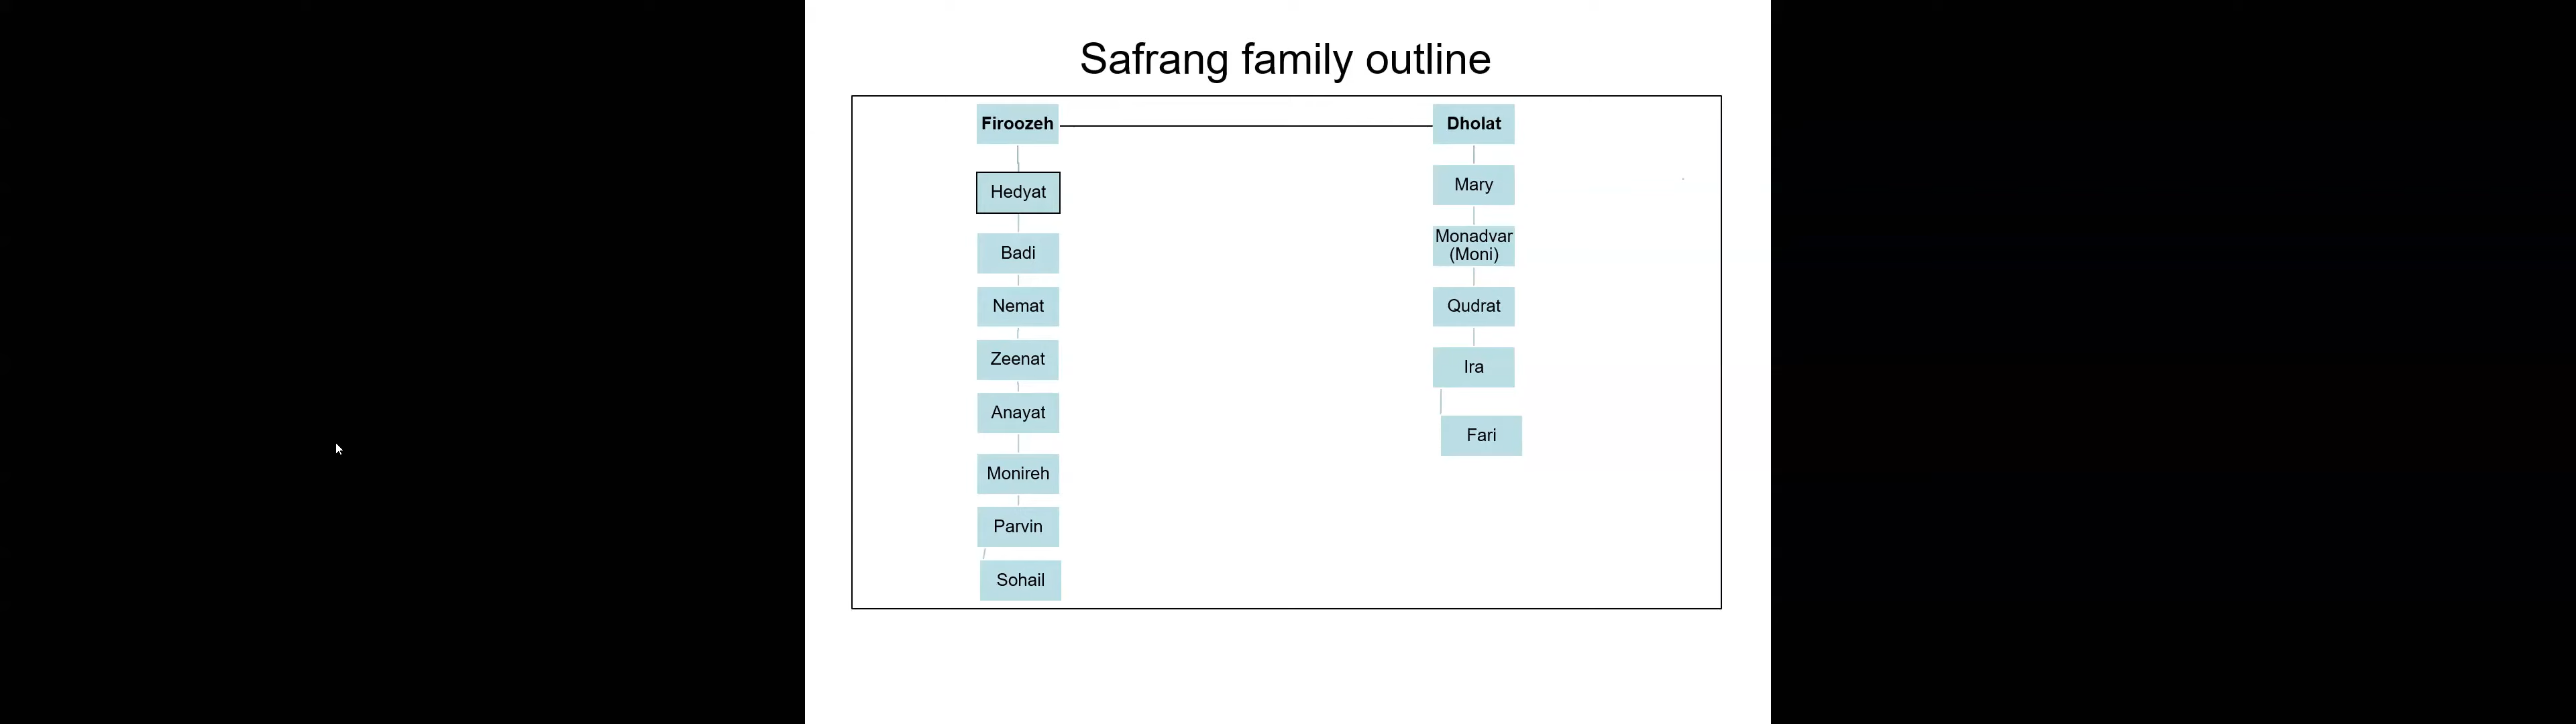 Safrang family outline
Firoozeh
Dholat
Hedyat
Mary
Badi
Monadvar
(Moni)
Nemat
Qudrat
Zeenat
Ira
Anayat
Fari
Monireh
Parvin
Sohail